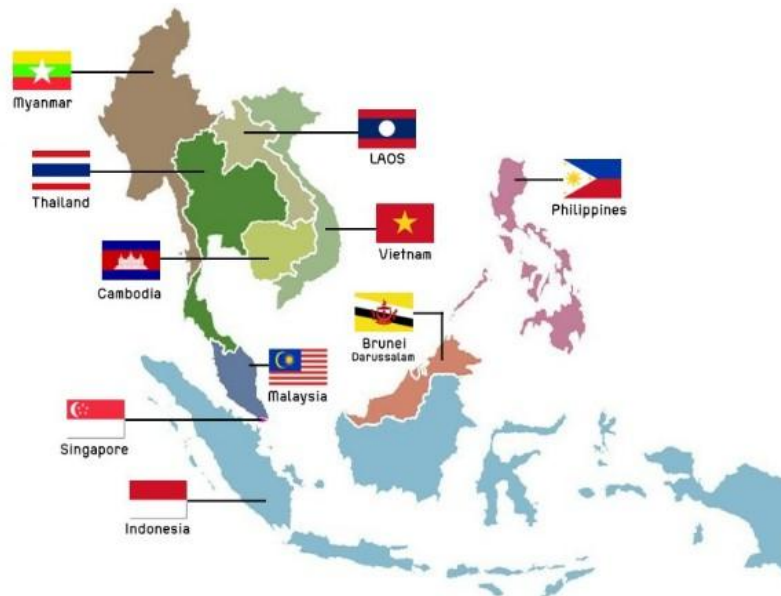 Myanmar
LAOS
Thailand
Philippines
Vietnam
Cambodia
Brunei
Darussalam
Malaysia
Singapore
Indonesia